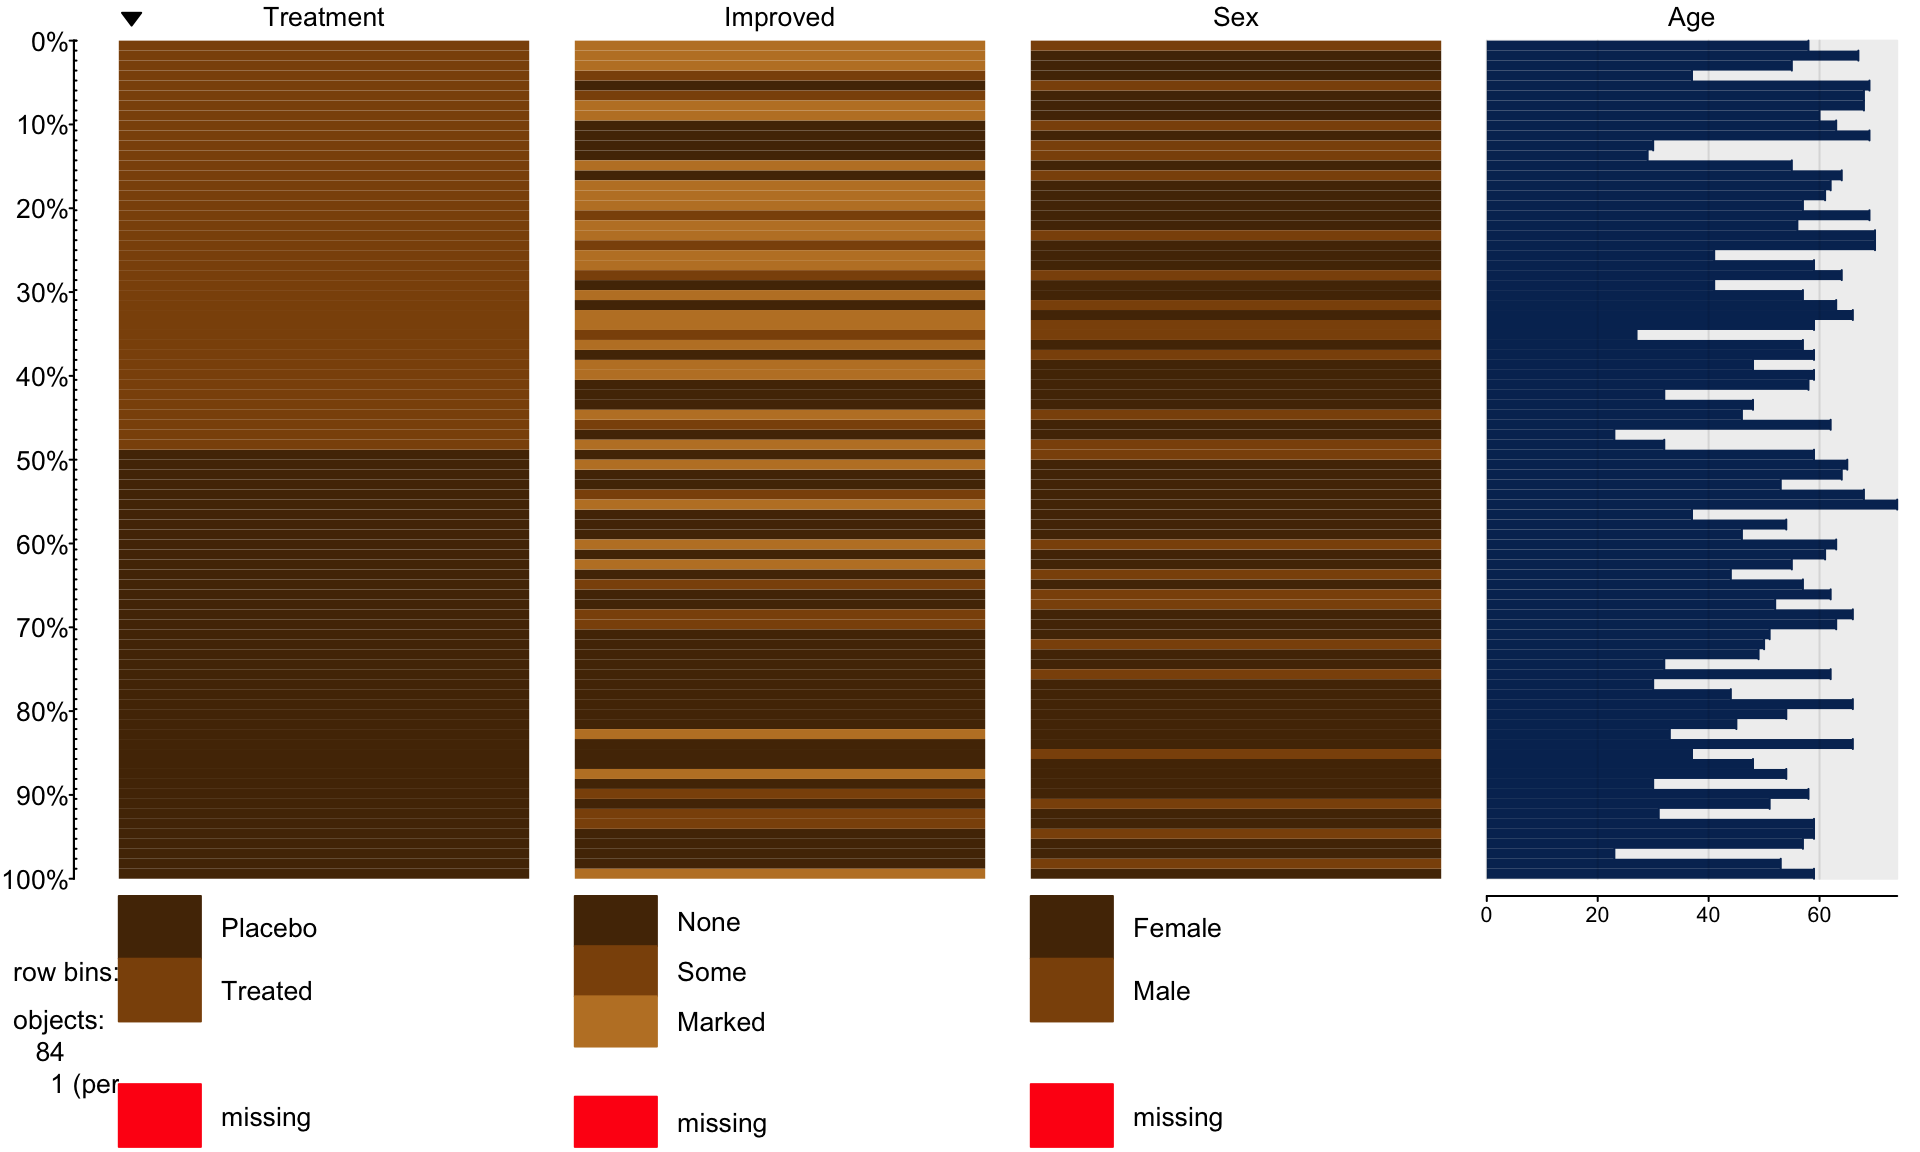 Treatment
Improved
Sex
Age
0%
10%
20%
30%
40%
50%
60%
70%
80%
90%
100%
0
20
40
60
row bins:
objects:
84
1 (per
Placebo
Treated
missing
None
Some
Marked
missing
Female
Male
missing